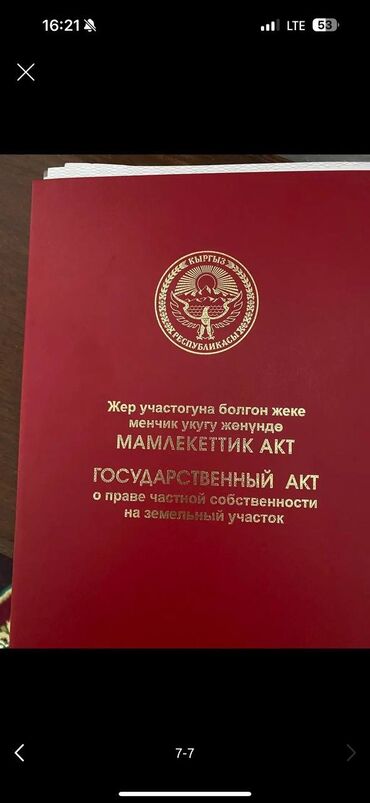 16:21
LTE 53
КЫРГЫЗ
РЕСПУБЛИКАСЫ
Жер участогуна болгон жеке
менчик укугу жөнүндө
МАМЛЕКЕТТИК АКТ
ГОСУДАРСТВЕННЫЙ АКТ
о праве частной собственности
на земельный участок
7-7